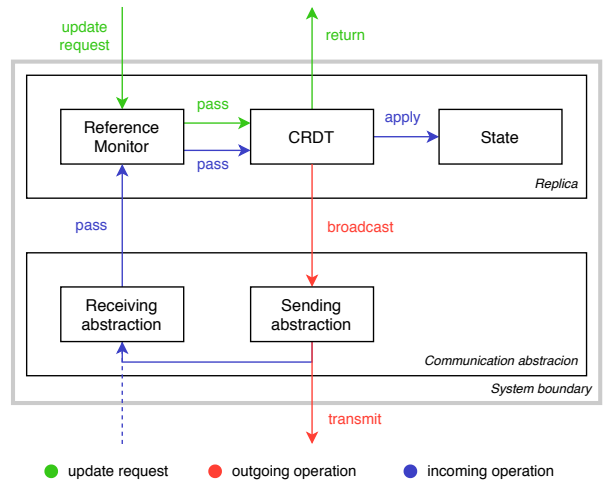 update
request
return
pass
Reference
Monitor
CRDT
apply
State
pass
Replica
pass
broadcast
Receiving
abstraction
Sending
abstraction
Communication abstracion
System boundary
transmit
update request
outgoing operation
incoming operation